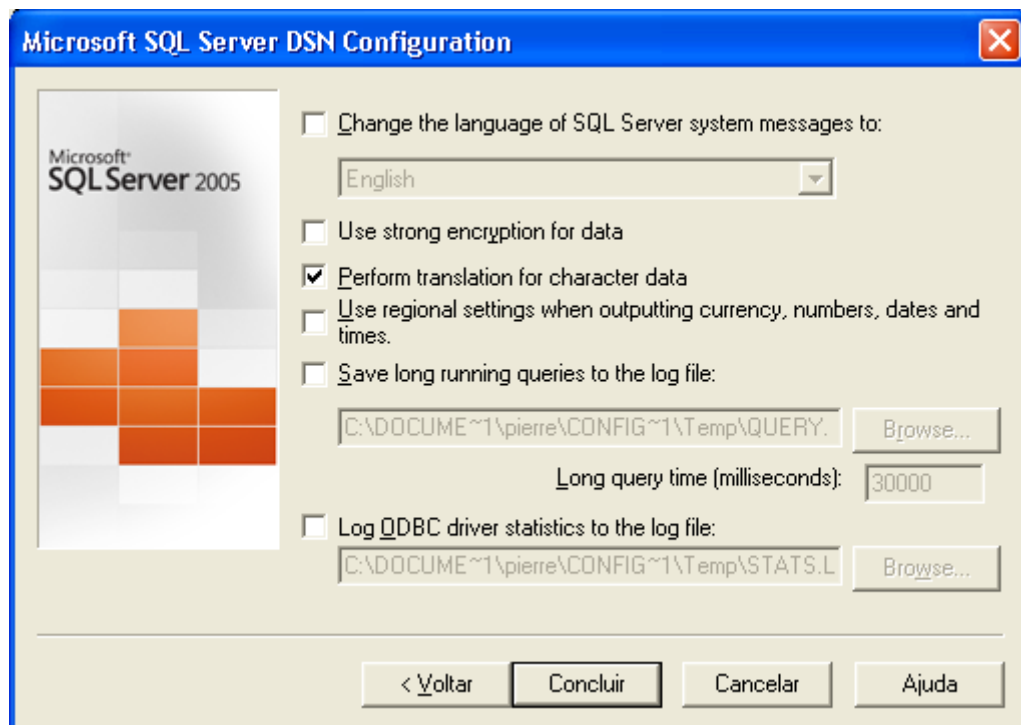 Microsoft SQL Server DSN Configuration
Microsoft®
SQL Server 2005
Change the language of SQL Server system messages to:
English
Use strong encryption for data
Perform translation for character data
Use regional settings when outputting currency, numbers, dates and
times.
Save long running queries to the log file:
C:\DOCUME~1\pierre\CONFIG~1\Temp\QUERY.
Browse...
Long query time (milliseconds):
30000
Log ODBC driver statistics to the log file:
C:\DOCUME~1\pierre\CONFIG~1\Temp\STATS.L
Browse...
< Voltar
Concluir
Cancelar
Ajuda